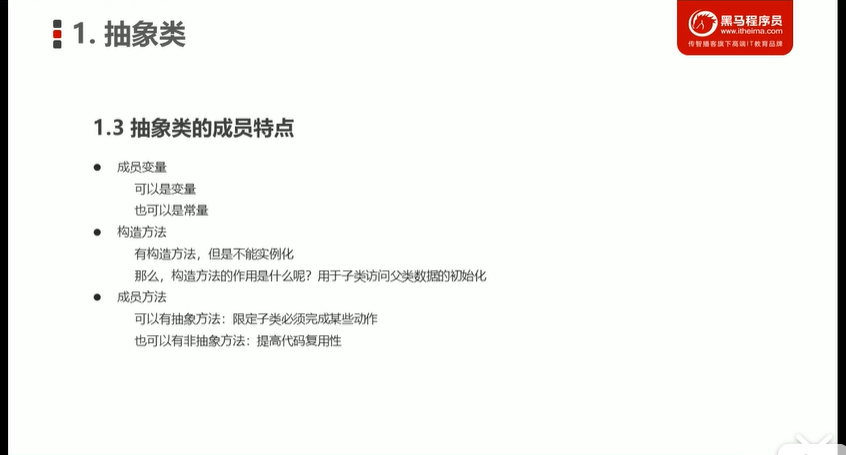 1. 抽象类
黑马程序员
www.itheima.com
传智播客旗下高端IT教育品牌
1.3 抽象类的成员特点
● 成员变量
可以是变量
也可以是常量
● 构造方法
有构造方法，但是不能实例化
那么，构造方法的作用是什么呢？用于子类访问父类数据的初始化
● 成员方法
可以有抽象方法：限定子类必须完成某些动作
也可以有非抽象方法：提高代码复用性